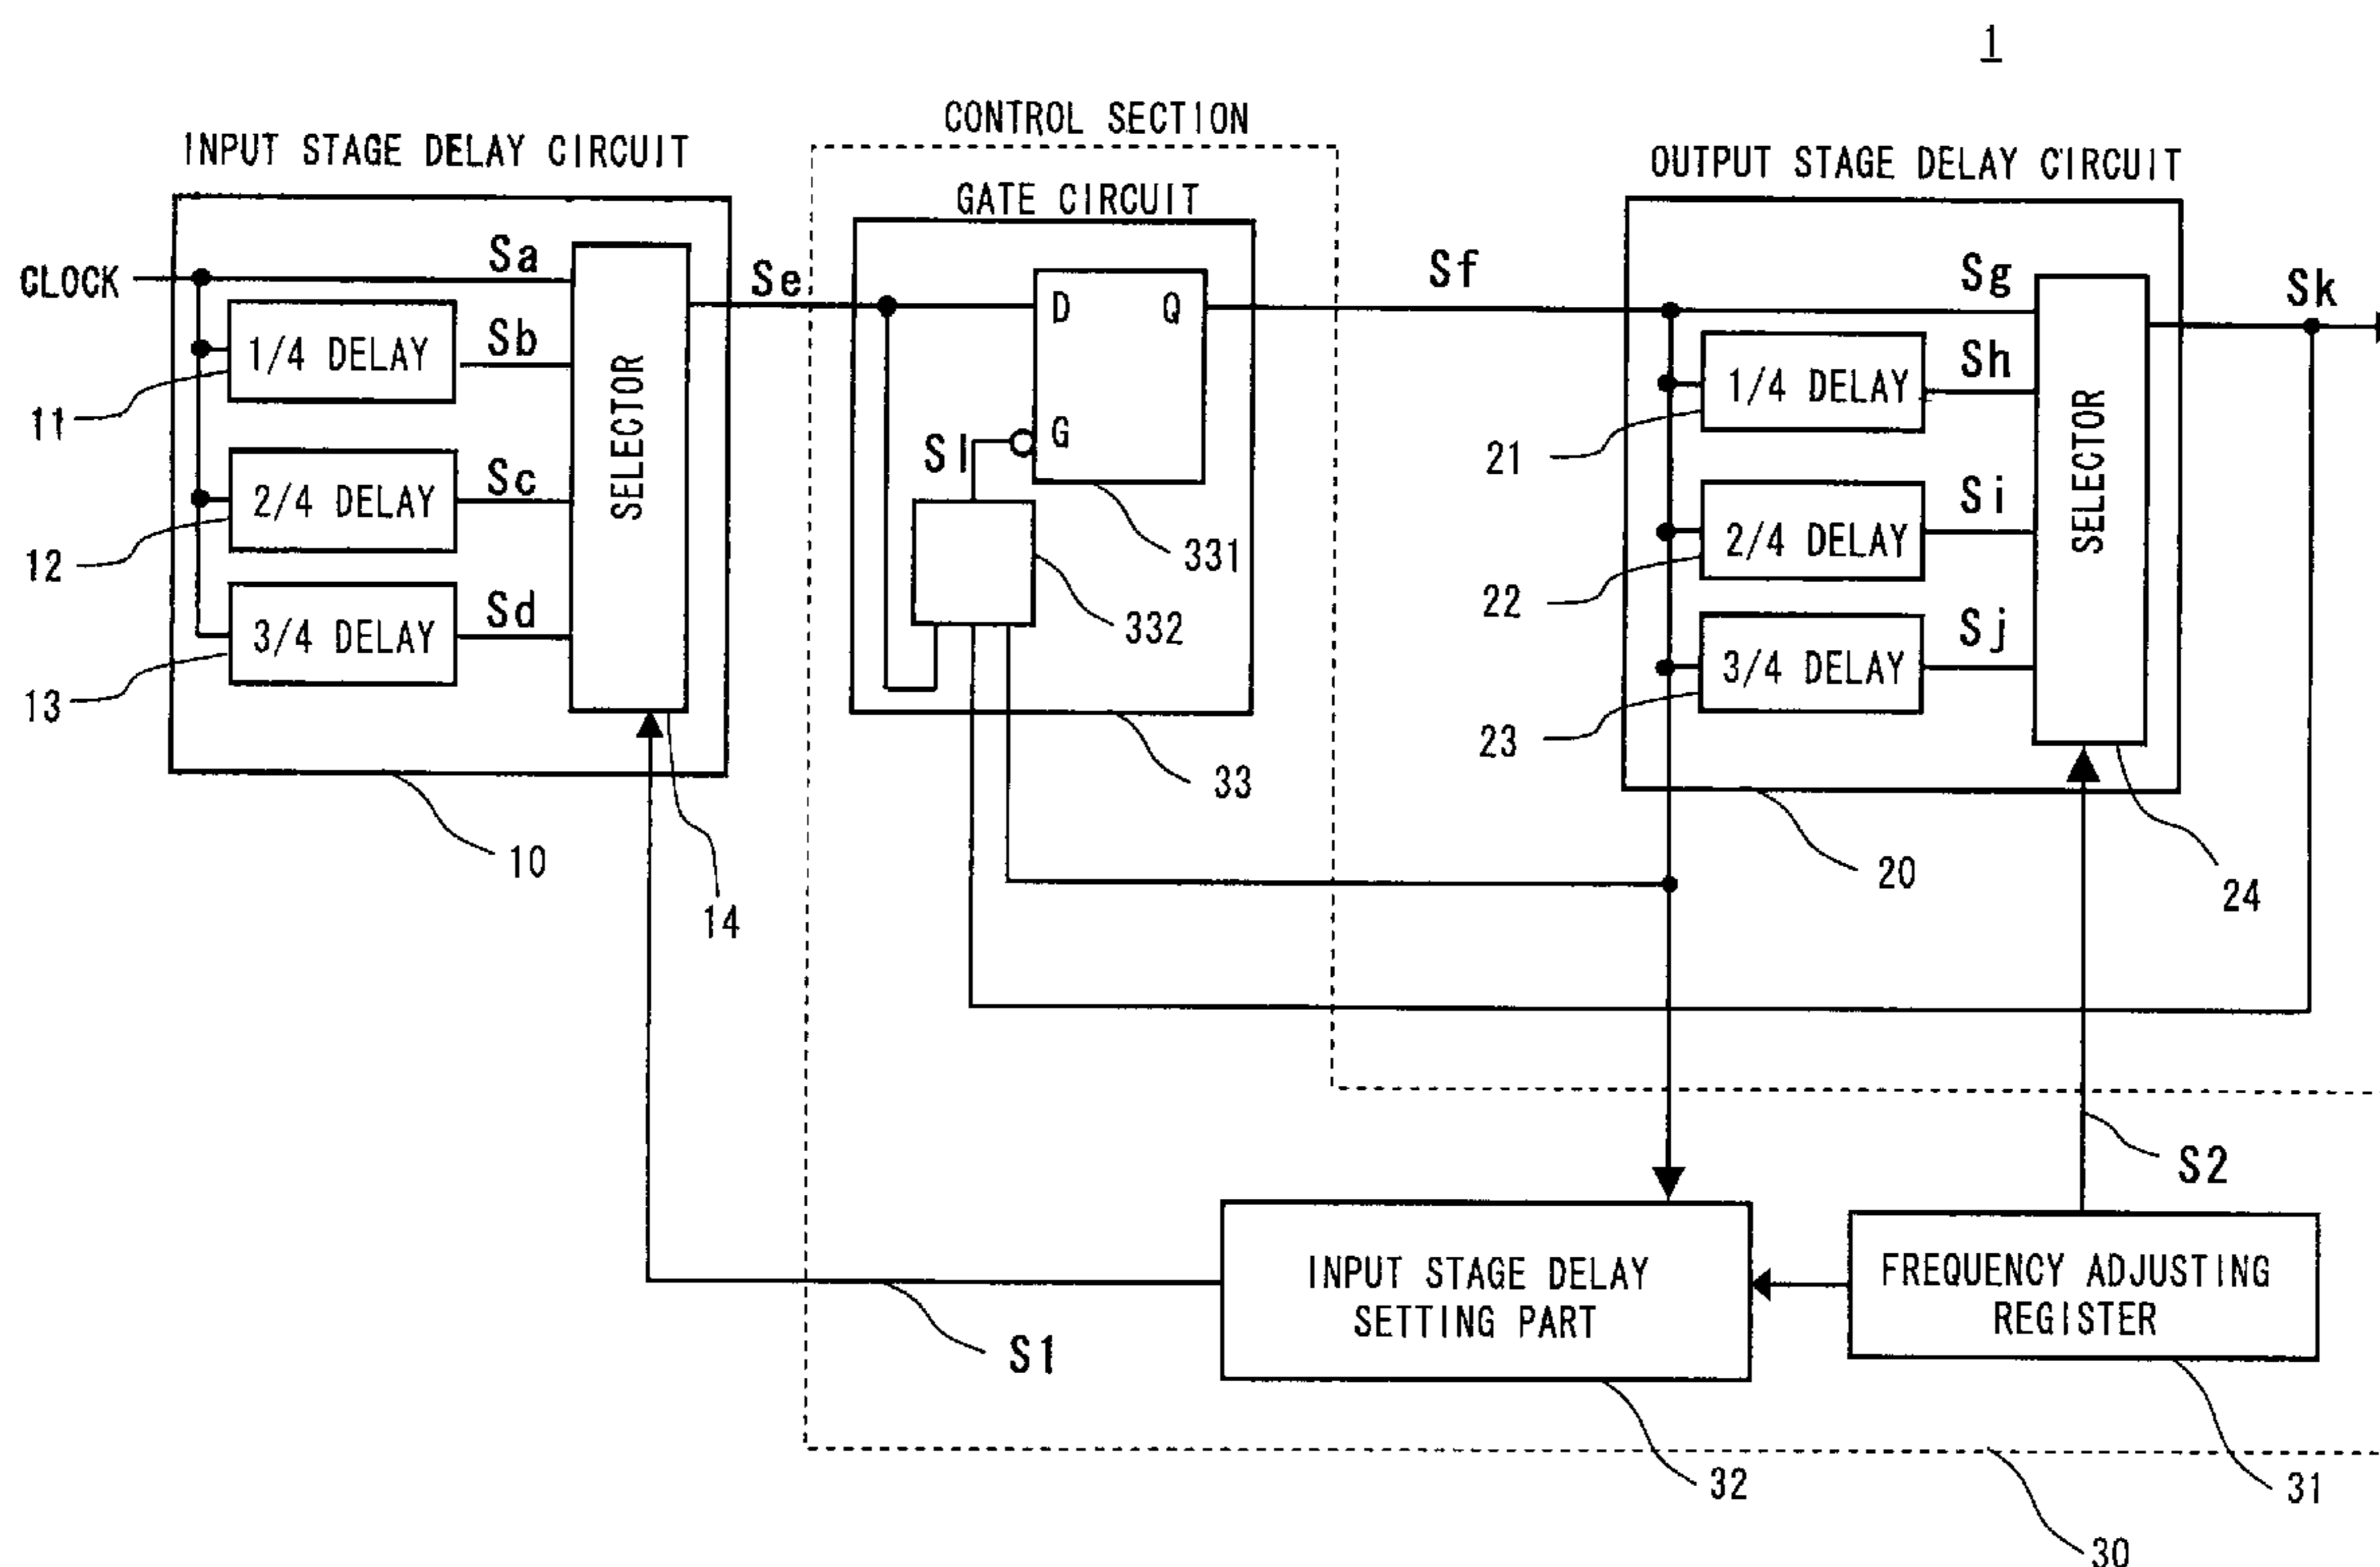 1
CONTROL SECTION
INPUT STAGE DELAY CIRCUIT
OUTPUT STAGE DELAY CIRCUIT
GATE CIRCUIT
CLOCK
Sa
1/4 DELAY
Sb
11
2/4 DELAY
Sc
12
3/4 DELAY
Sd
13
SELECTOR
10
14
Se
D
Q
G
Sl
331
332
33
Sf
Sg
1/4 DELAY
Sh
21
2/4 DELAY
Si
22
3/4 DELAY
Sj
23
SELECTOR
Sk
20
24
S2
INPUT STAGE DELAY
SETTING PART
FREQUENCY ADJUSTING
REGISTER
S1
32
31
30